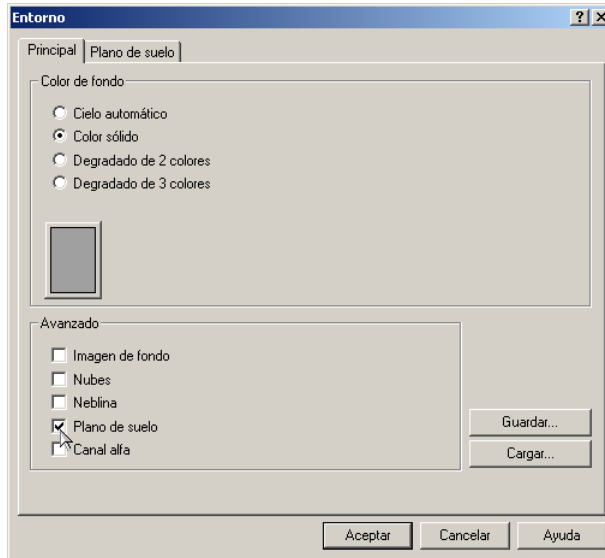 Entorno
Principal Plano de suelo
Color de fondo
Cielo automático
Color sólido
Degradado de 2 colores
Degradado de 3 colores
Avanzado
Imagen de fondo
Nubes
Neblina
Plano de suelo
Canal alfa
Guardar...
Cargar...
Aceptar Cancelar Ayuda